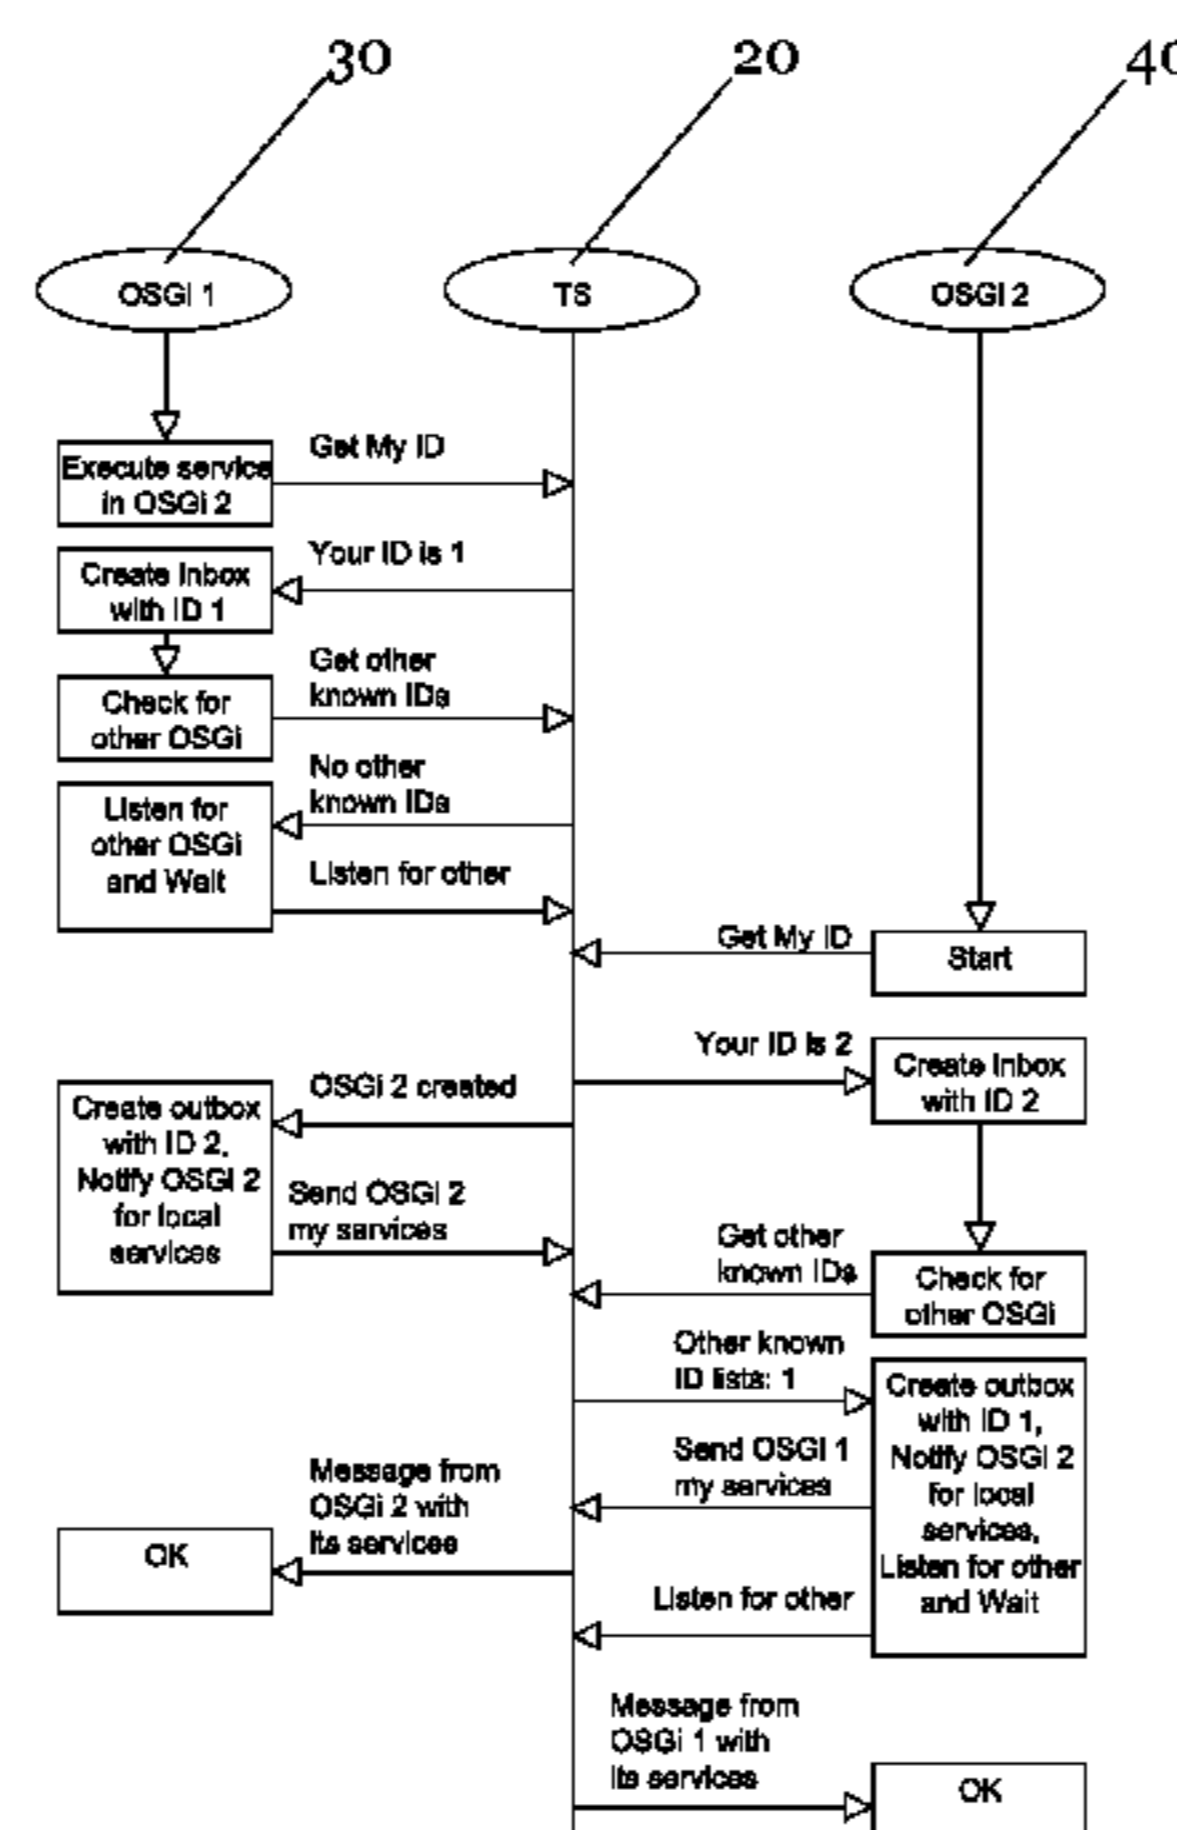 30
20
40
OSGi 1
TS
OSGi 2
Execute service
in OSGi 2
Get My ID
Your ID is 1
Create Inbox
with ID 1
Get other
known IDs
Check for
other OSGi
No other
known IDs
Listen for
other OSGi
and Wait
Listen for other
Get My ID
Start
Your ID is 2
Create Inbox
with ID 2
OSGi 2 created
Create outbox
with ID 2,
Notify OSGi 2
for local
services
Send OSGi 2
my services
Get other
known IDs
Check for
other OSGi
Other known
ID lists: 1
Create outbox
with ID 1,
Notify OSGi 2
for local
services,
Listen for other
and Wait
Send OSGi 1
my services
Message from
OSGi 2 with
its services
OK
Listen for other
Message from
OSGi 1 with
its services
OK